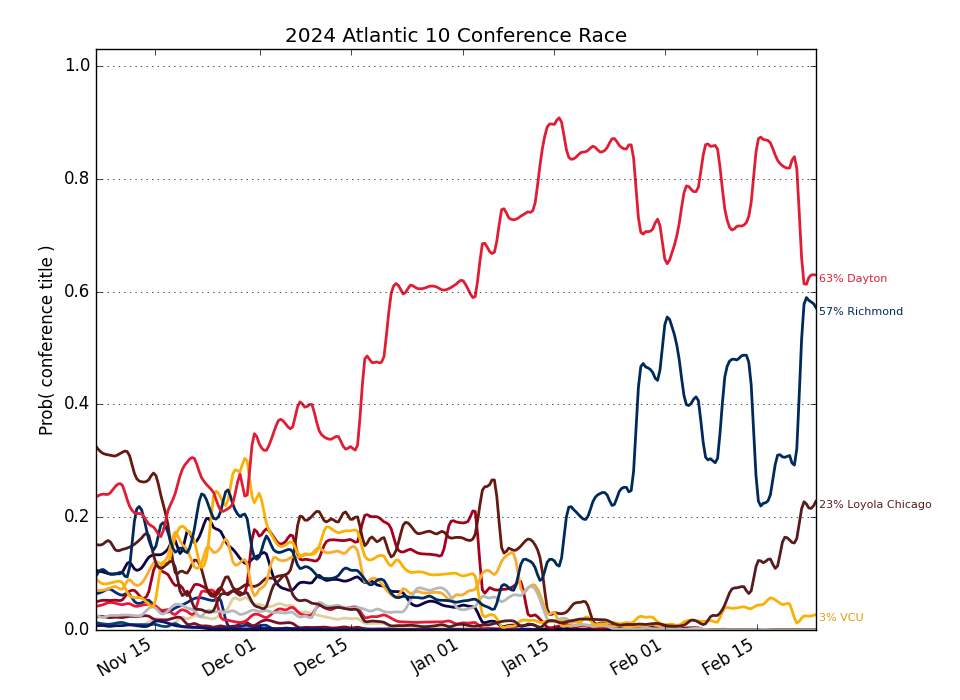 2024 Atlantic 10 Conference Race
Prob( conference title )
1.0
0.8
0.6
0.4
0.2
0.0
63% Dayton
57% Richmond
23% Loyola Chicago
3% VCU
Nov 15
Dec 01
Dec 15
Jan 01
Jan 15
Feb 01
Feb 15